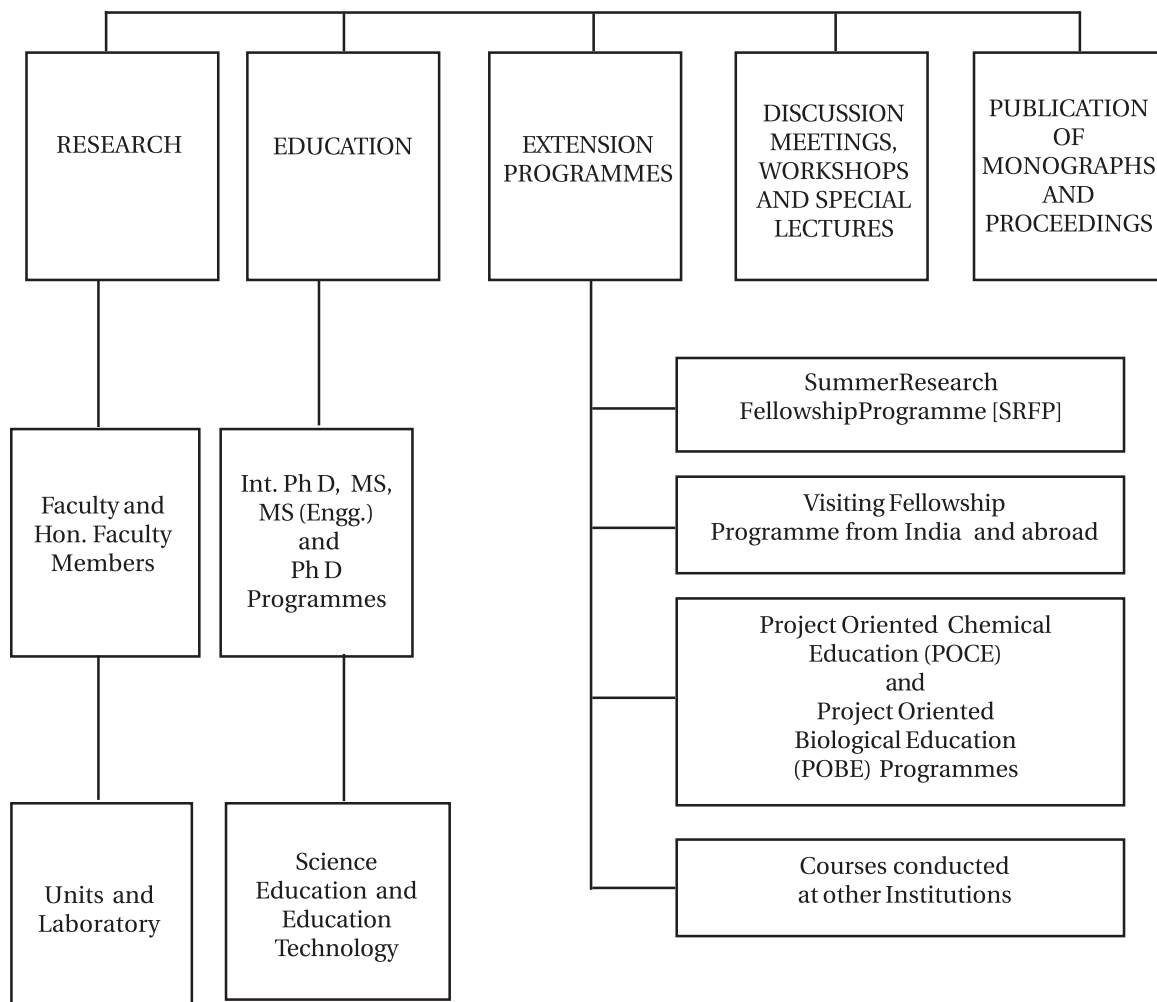 RESEARCH
EDUCATION
EXTENSION
PROGRAMMES
DISCUSSION
MEETINGS,
WORKSHOPS
AND SPECIAL
LECTURES
PUBLICATION
OF
MONOGRAPHS
AND
PROCEEDINGS
Faculty and
Hon. Faculty
Members
Units and
Laboratory
Int. Ph D, MS,
MS (Engg.)
and
Ph D
Programmes
Science
Education and
Education
Technology
SummerResearch
FellowshipProgramme [SRFP]
Visiting Fellowship
Programme from India and abroad
Project Oriented Chemical
Education (POCE)
and
Project Oriented
Biological Education
(POBE) Programmes
Courses conducted
at other Institutions